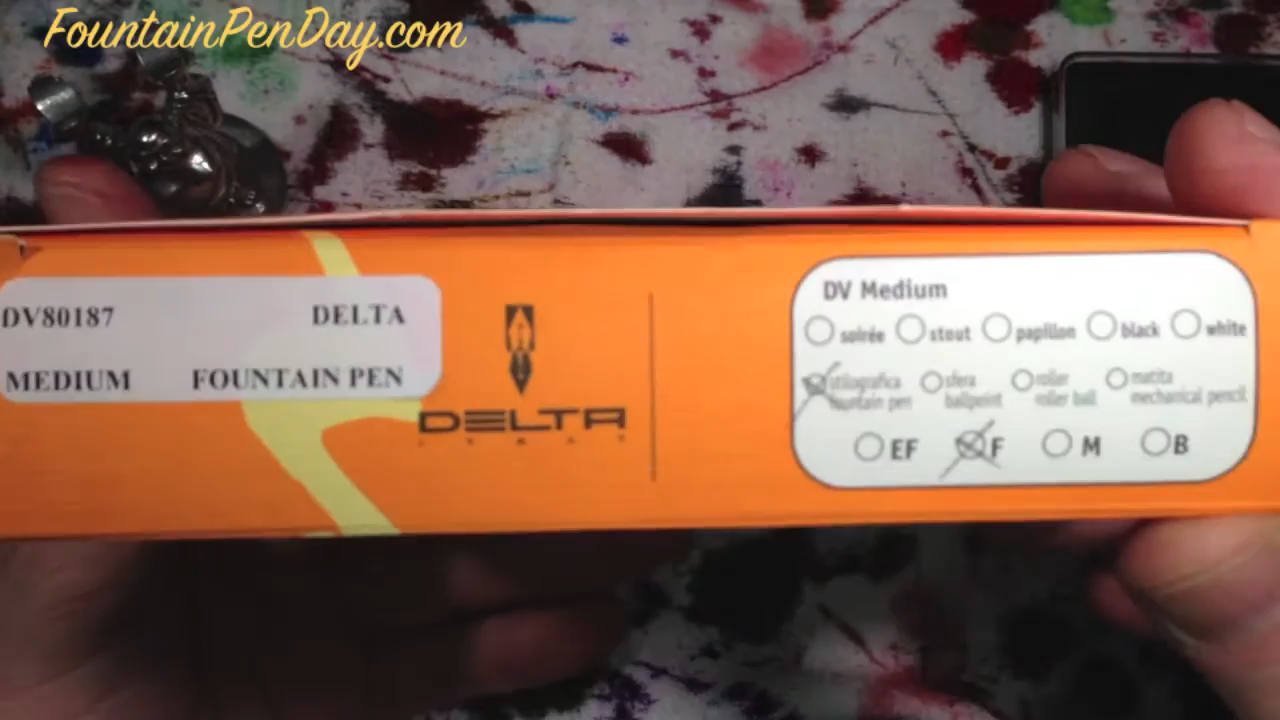 FountainPenDay.com
DV80187 DELTA
MEDIUM FOUNTAIN PEN
DELTA
ITALY
DV Medium
soirée stout papillon black white
stilografica sfera roller matita
fountain pen ballpoint roller ball mechanical pencil
EF F M B